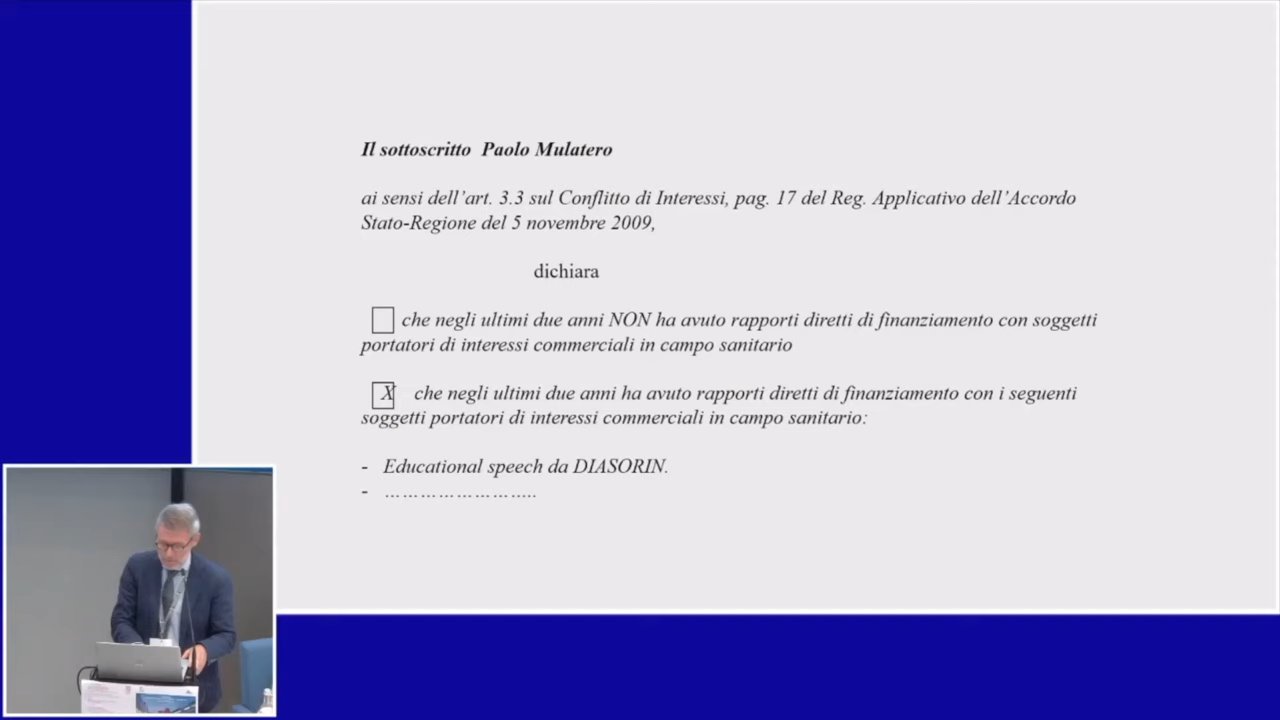 Il sottoscritto Paolo Mulatero
ai sensi dell'art. 3.3 sul Conflitto di Interessi, pag. 17 del Reg. Applicativo dell'Accordo
Stato-Regione del 5 novembre 2009,
dichiara
che negli ultimi due anni NON ha avuto rapporti diretti di finanziamento con soggetti
portatori di interessi commerciali in campo sanitario
X che negli ultimi due anni ha avuto rapporti diretti di finanziamento con i seguenti
soggetti portatori di interessi commerciali in campo sanitario:
- Educational speech da DIASORIN.
- ……………………..